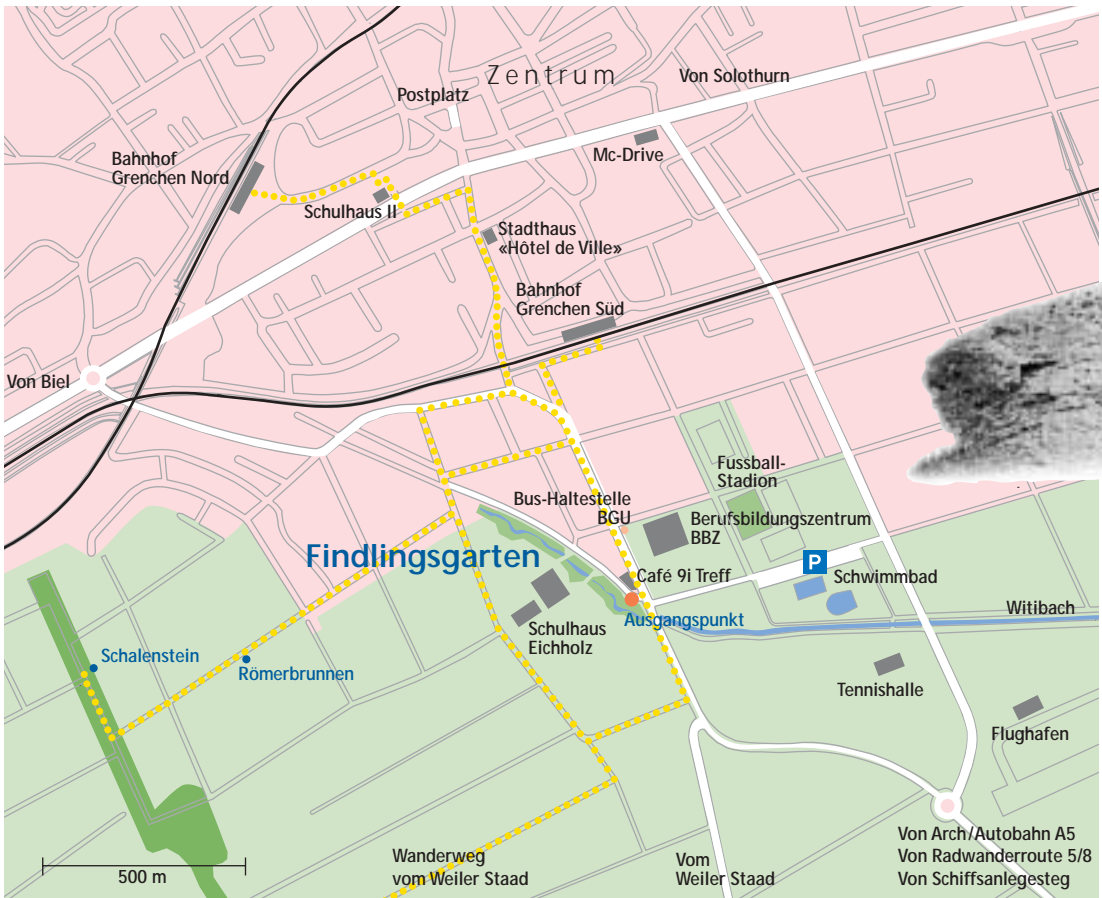 Zentrum
Von Solothurn
Postplatz
Mc-Drive
Bahnhof
Grenchen Nord
Schulhaus II
Stadthaus
«Hôtel de Ville»
Bahnhof
Grenchen Süd
Von Biel
Fussball-
Stadion
Bus-Haltestelle
BGU
Berufsbildungszentrum
BBZ
Findlingsgarten
P
Café 9i Treff
Schwimmbad
Ausgangspunkt
Witibach
Schulhaus
Eichholz
Schalenstein
Römerbrunnen
Tennishalle
Flughafen
500 m
Wanderweg
vom Weiler Staad
Vom
Weiler Staad
Von Arch/Autobahn A5
Von Radwanderroute 5/8
Von Schiffsanlegesteg